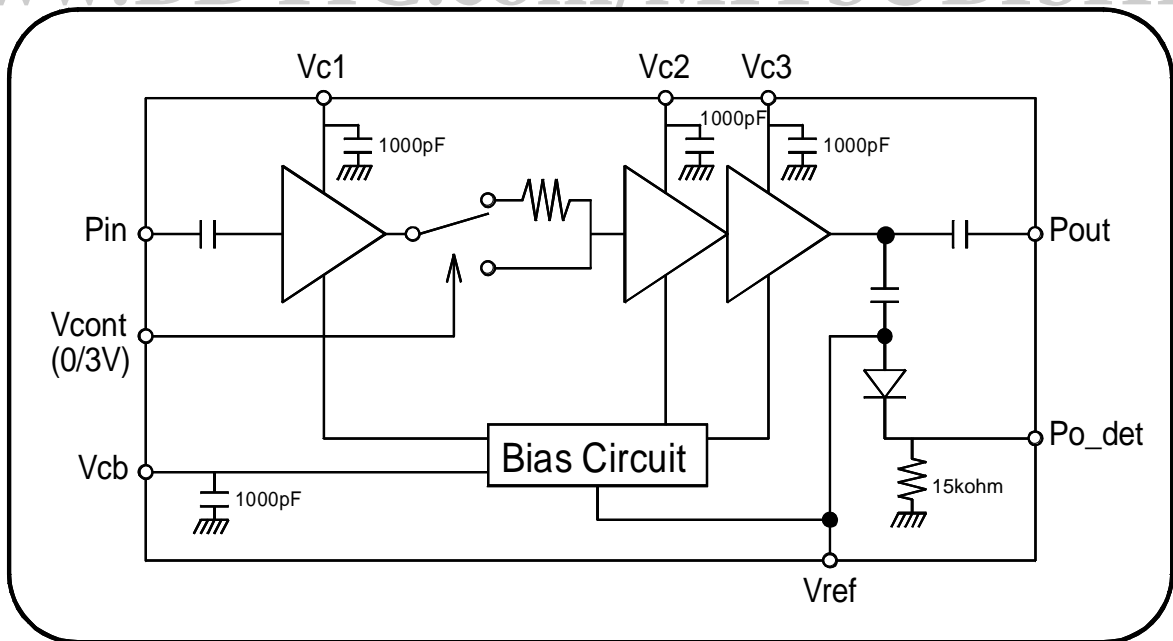 Vc1
Vc2
Vc3
1000pF
1000pF
1000pF
Pin
Pout
Vcont
(0/3V)
Bias Circuit
Po_det
Vcb
1000pF
15kohm
Vref